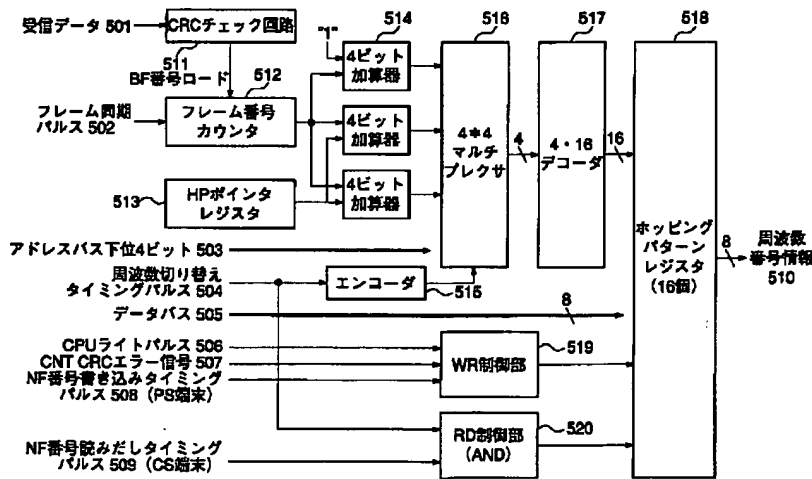 受信データ 501
CRCチェック回路
511
BF番号ロード
512
フレーム同期
パルス 502
フレーム番号
カウンタ
513
HPポインタ
レジスタ
"1"
514
4ビット
加算器
4ビット
加算器
4ビット
加算器
516
4*4
マルチ
プレクサ
4
517
4・16
デコーダ
16
518
ホッピング
パターン
レジスタ
(16個)
8
周波数
番号情報
510
アドレスバス下位4ビット 503
周波数切り替え
タイミングパルス 504
エンコーダ
515
データバス 505
8
CPUライトパルス 506
CNT CRCエラー信号 507
NF番号書き込みタイミング
パルス 508 (PS端末)
WR制御部
519
NF番号読みだしタイミング
パルス 509 (CS端末)
RD制御部
(AND)
520